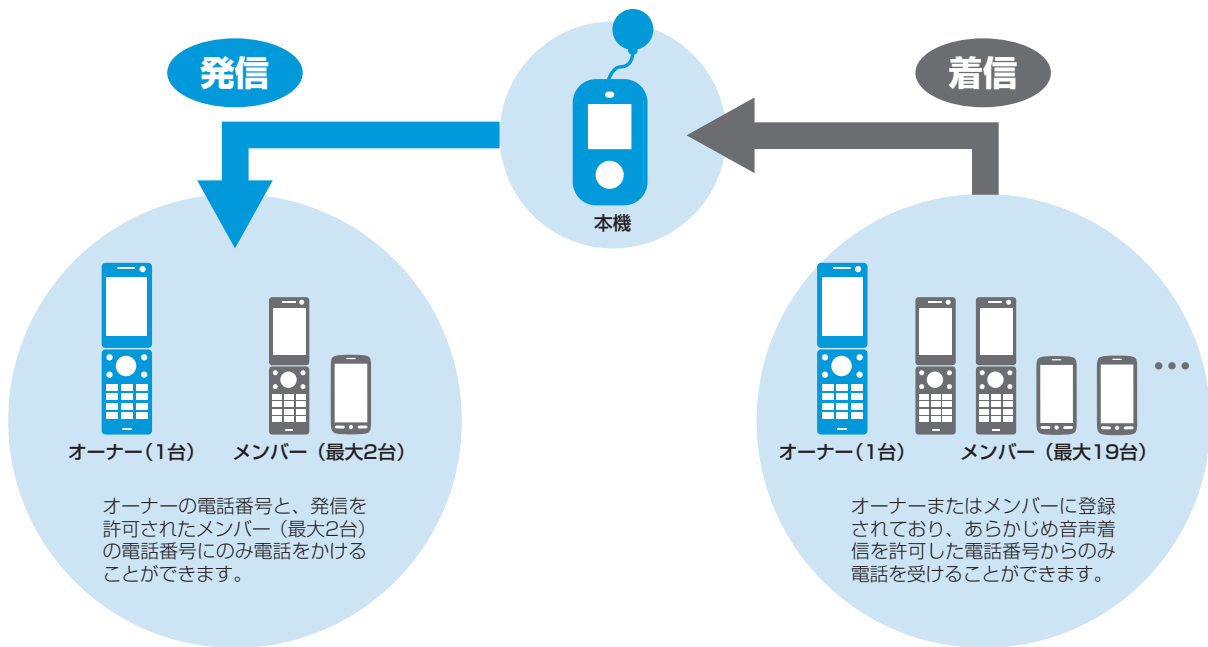 発信
着信
本機
オーナー（1台）
メンバー（最大2台）
オーナーの電話番号と、発信を
許可されたメンバー（最大2台）
の電話番号にのみ電話をかける
ことができます。
オーナー（1台）
メンバー（最大19台）
オーナーまたはメンバーに登録
されており、あらかじめ音声着
信を許可した電話番号からのみ
電話を受けることができます。